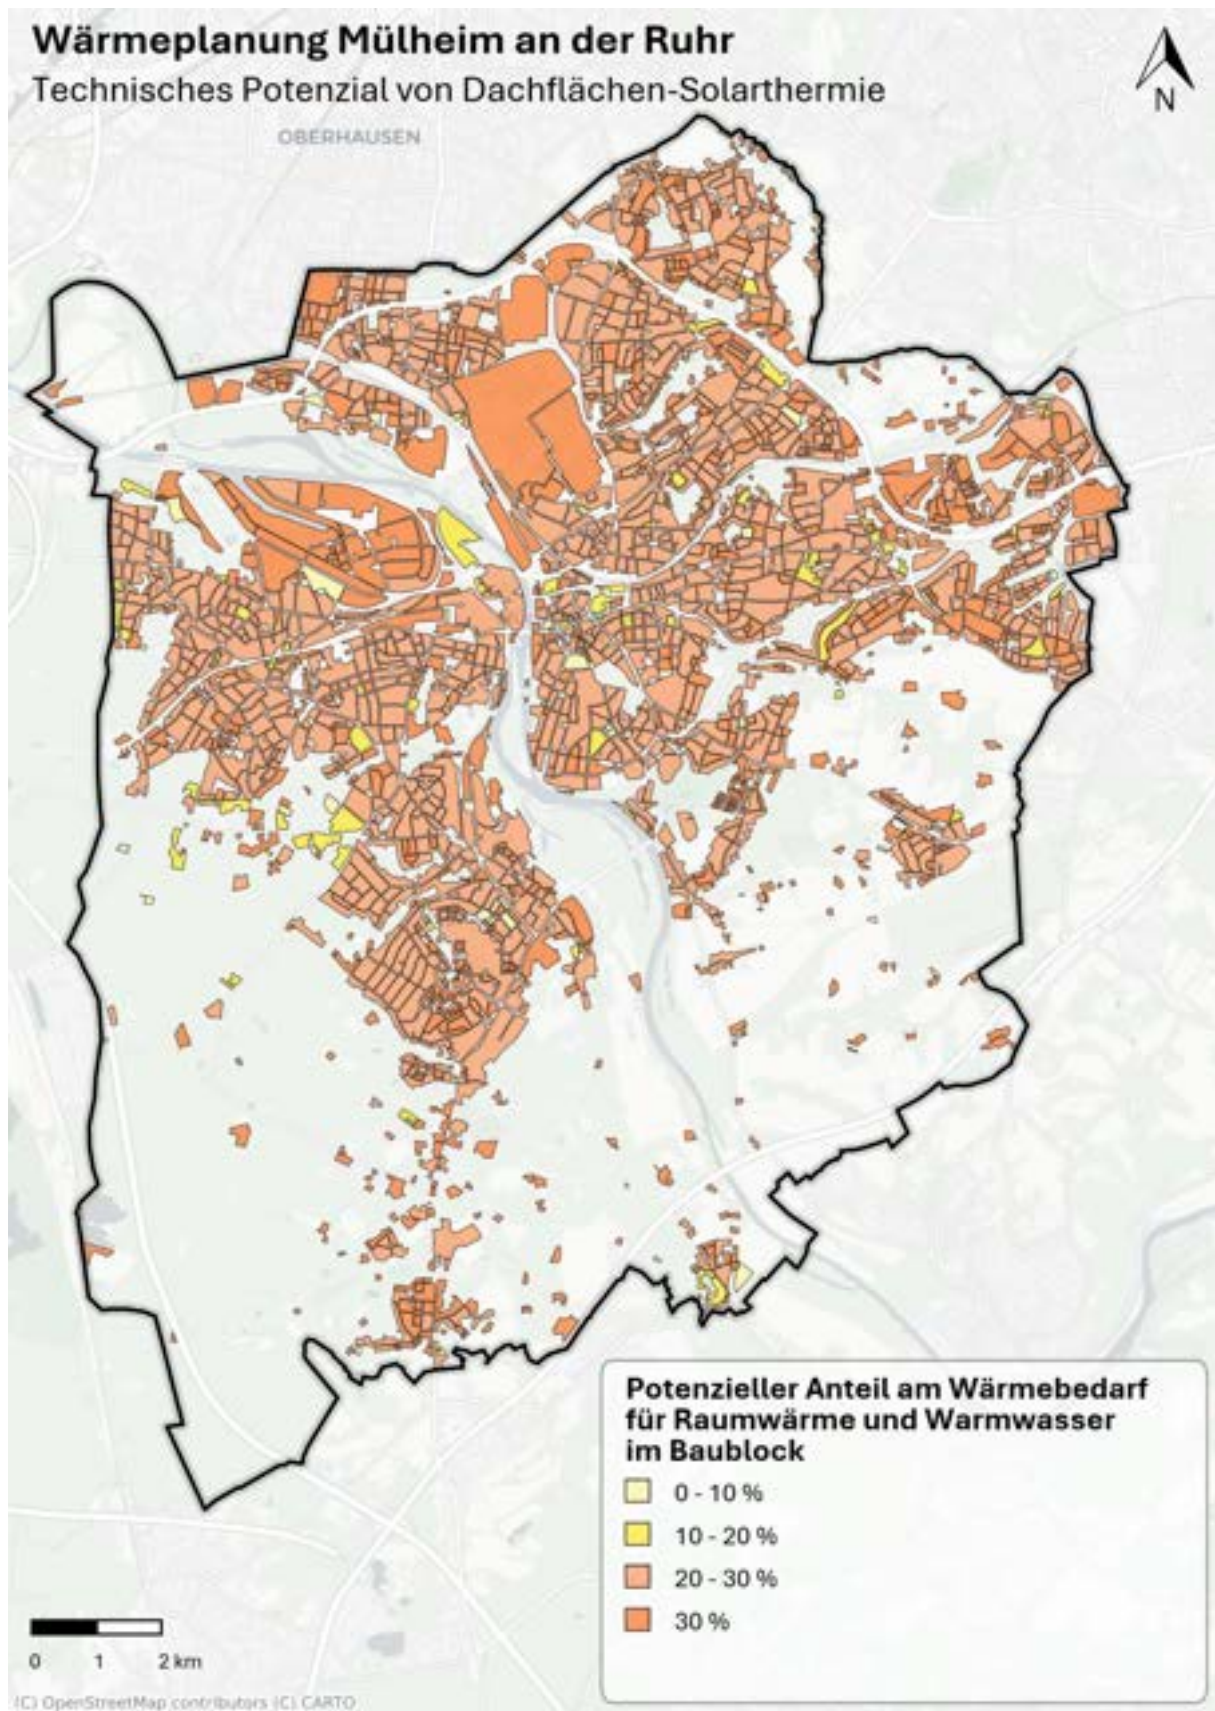 Wärmeplanung Mülheim an der Ruhr
Technisches Potenzial von Dachflächen-Solarthermie
N
OBERHAUSEN
Potenzieller Anteil am Wärmebedarf
für Raumwärme und Warmwasser
im Baublock
0 - 10 %
10 - 20 %
20 - 30 %
30 %
0 1 2 km
(C) OpenStreetMap contributors (C) CARTO